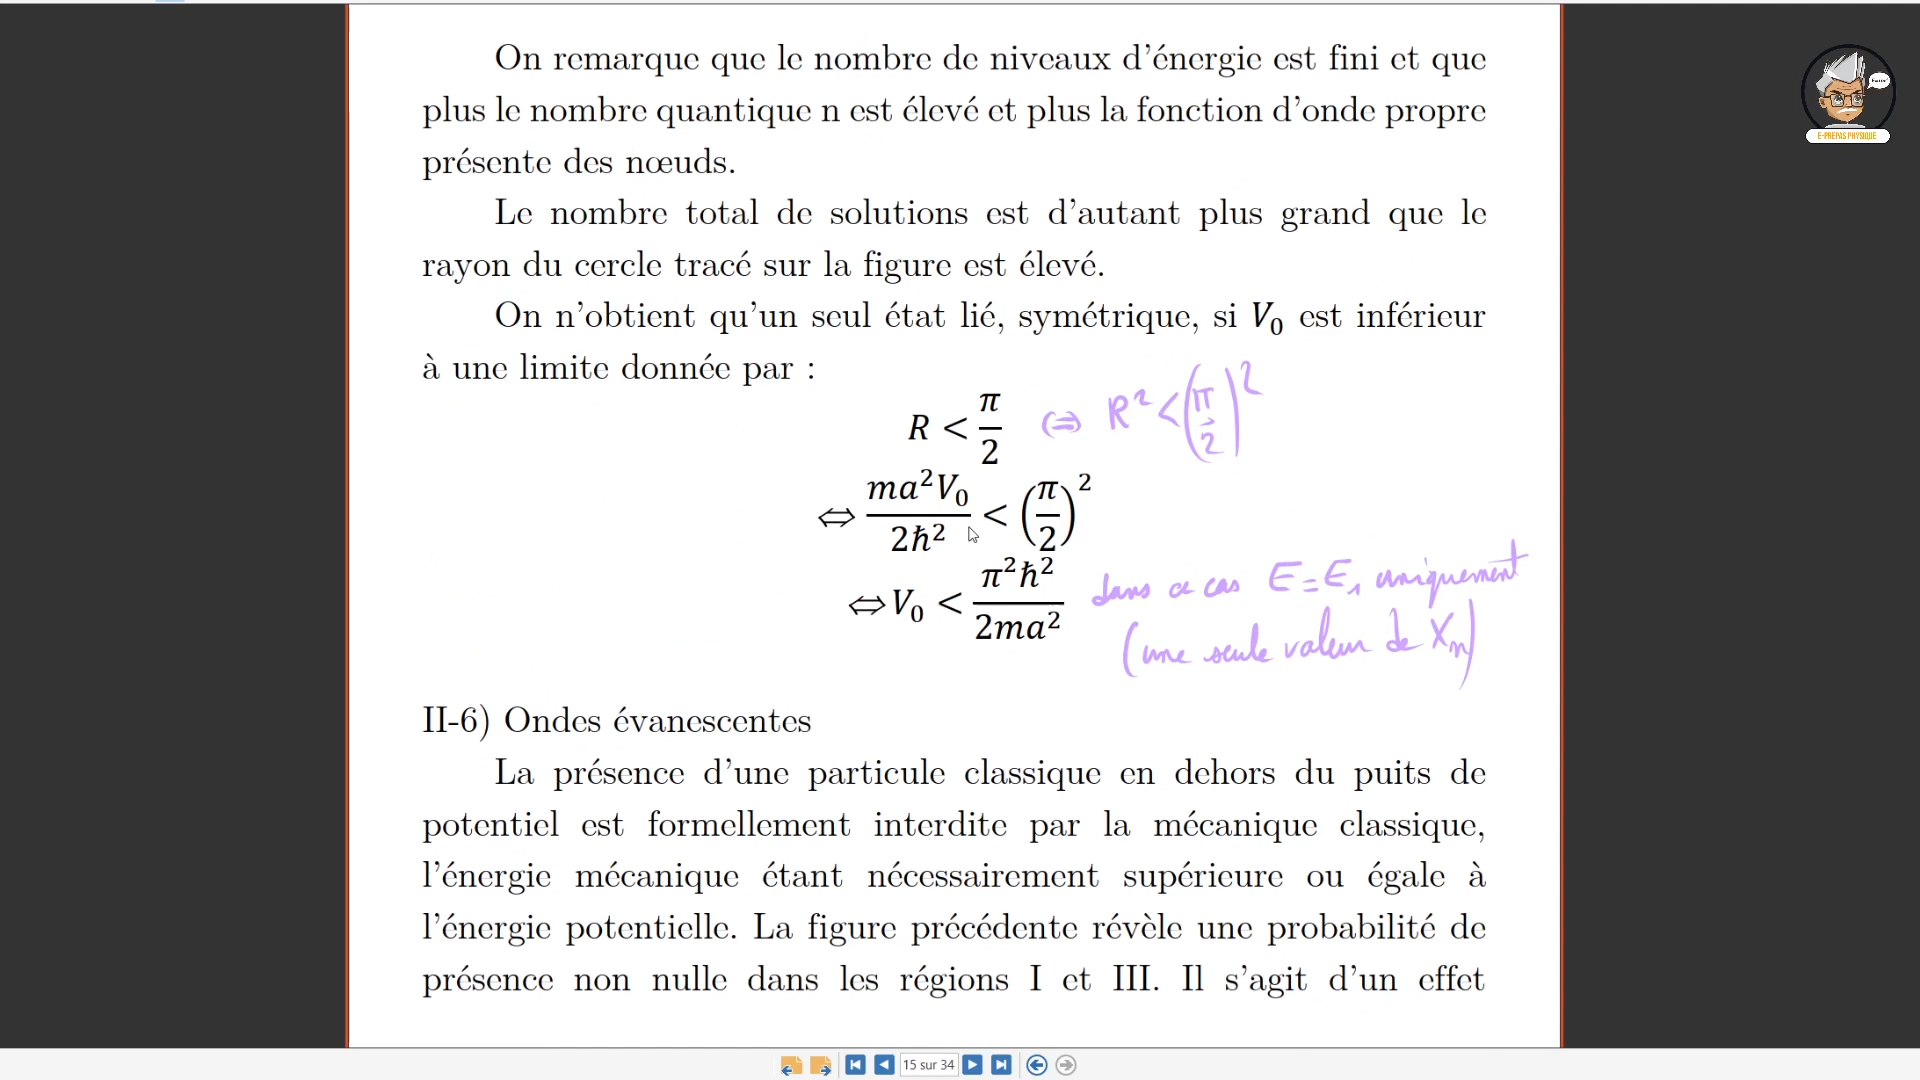 On remarque que le nombre de niveaux d'énergie est fini et que
plus le nombre quantique n est élevé et plus la fonction d'onde propre
présente des nœuds.
Le nombre total de solutions est d'autant plus grand que le
rayon du cercle tracé sur la figure est élevé.
On n'obtient qu'un seul état lié, symétrique, si V₀ est inférieur
à une limite donnée par :
R < π/2 ⇔ R² < (π/2)²
⇔ ma²V₀/2ħ² < (π/2)²
⇔ V₀ < π²ħ²/2ma² dans ce cas E = E₁ uniquement
(une seule valeur de Xₙ)
II-6) Ondes évanescentes
La présence d'une particule classique en dehors du puits de
potentiel est formellement interdite par la mécanique classique,
l'énergie mécanique étant nécessairement supérieure ou égale à
l'énergie potentielle. La figure précédente révèle une probabilité de
présence non nulle dans les régions I et III. Il s'agit d'un effet
E-PREPAS PHYSIQUE
15 sur 34